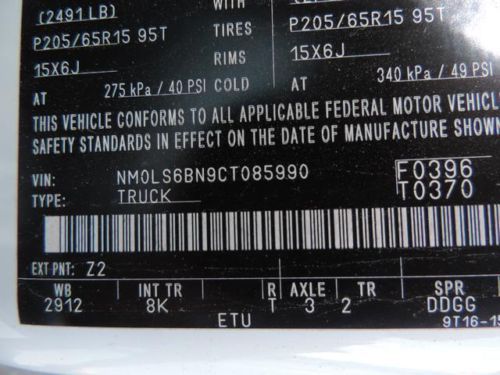 (2491 LB) WITH
P205/65R15 95T TIRES P205/65R15 95T
15X6J RIMS 15X6J
AT 275 kPa / 40 PSI COLD AT 340 kPa / 49 PSI
THIS VEHICLE CONFORMS TO ALL APPLICABLE FEDERAL MOTOR VEHICL
SAFETY STANDARDS IN EFFECT ON THE DATE OF MANUFACTURE SHOWN
VIN: NM0LS6BN9CT085990 F0396
TYPE: TRUCK T0370
EXT PNT: Z2
WB INT TR R AXLE TR SPR
2912 8K T 3 2 DDGG
ETU 9T16-15